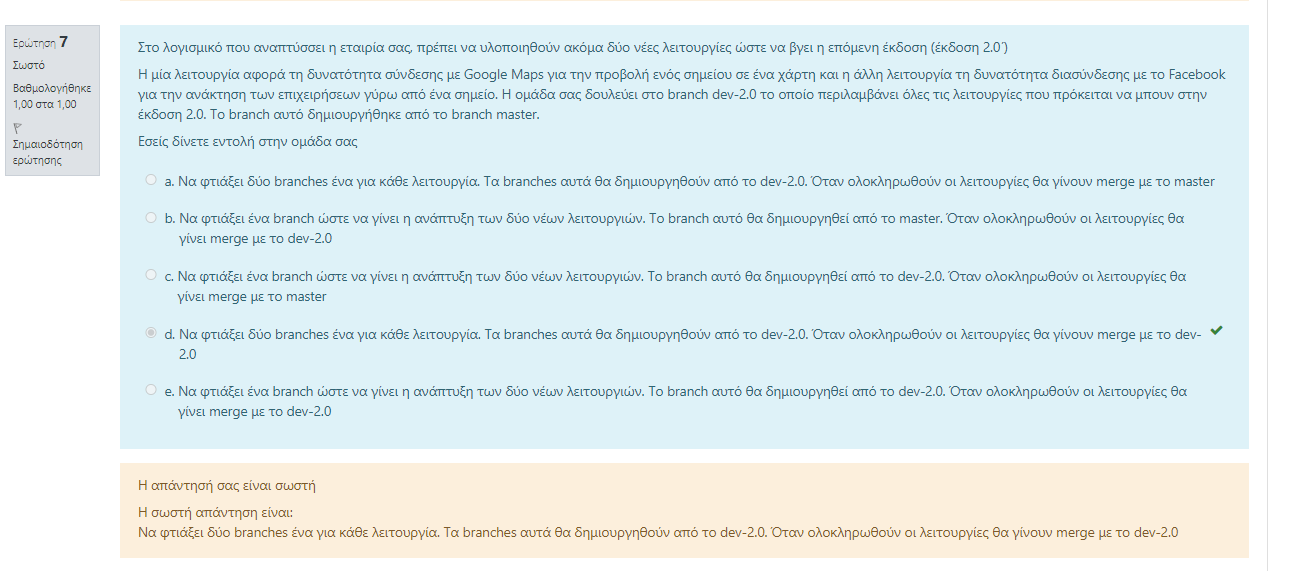 Ερώτηση 7
Σωστό
Βαθμολογήθηκε
1,00 στα 1,00
Σημαιοδότηση
ερώτησης
Στο λογισμικό που αναπτύσσει η εταιρία σας, πρέπει να υλοποιηθούν ακόμα δύο νέες λειτουργίες ώστε να βγει η επόμενη έκδοση (έκδοση 2.0¨)
Η μία λειτουργία αφορά τη δυνατότητα σύνδεσης με Google Maps για την προβολή ενός σημείου σε ένα χάρτη και η άλλη λειτουργία τη δυνατότητα διασύνδεσης με το Facebook
για την ανάκτηση των επιχειρήσεων γύρω από ένα σημείο. Η ομάδα σας δουλεύει στο branch dev-2.0 το οποίο περιλαμβάνει όλες τις λειτουργίες που πρόκειται να μπουν στην
έκδοση 2.0. Το branch αυτό δημιουργήθηκε από το branch master.
Εσείς δίνετε εντολή στην ομάδα σας
a. Να φτιάξει δύο branches ένα για κάθε λειτουργία. Τα branches αυτά θα δημιουργηθούν από το dev-2.0. Όταν ολοκληρωθούν οι λειτουργίες θα γίνουν merge με το master
b. Να φτιάξει ένα branch ώστε να γίνει η ανάπτυξη των δύο νέων λειτουργιών. Το branch αυτό θα δημιουργηθεί από το master. Όταν ολοκληρωθούν οι λειτουργίες θα
γίνει merge με το dev-2.0
c. Να φτιάξει ένα branch ώστε να γίνει η ανάπτυξη των δύο νέων λειτουργιών. Το branch αυτό θα δημιουργηθεί από το dev-2.0. Όταν ολοκληρωθούν οι λειτουργίες θα
γίνει merge με το master
d. Να φτιάξει δύο branches ένα για κάθε λειτουργία. Τα branches αυτά θα δημιουργηθούν από το dev-2.0. Όταν ολοκληρωθούν οι λειτουργίες θα γίνουν merge με το dev-
2.0
e. Να φτιάξει ένα branch ώστε να γίνει η ανάπτυξη των δύο νέων λειτουργιών. Το branch αυτό θα δημιουργηθεί από το dev-2.0. Όταν ολοκληρωθούν οι λειτουργίες θα
γίνει merge με το dev-2.0
Η απάντησή σας είναι σωστή
Η σωστή απάντηση είναι:
Να φτιάξει δύο branches ένα για κάθε λειτουργία. Τα branches αυτά θα δημιουργηθούν από το dev-2.0. Όταν ολοκληρωθούν οι λειτουργίες θα γίνουν merge με το dev-2.0